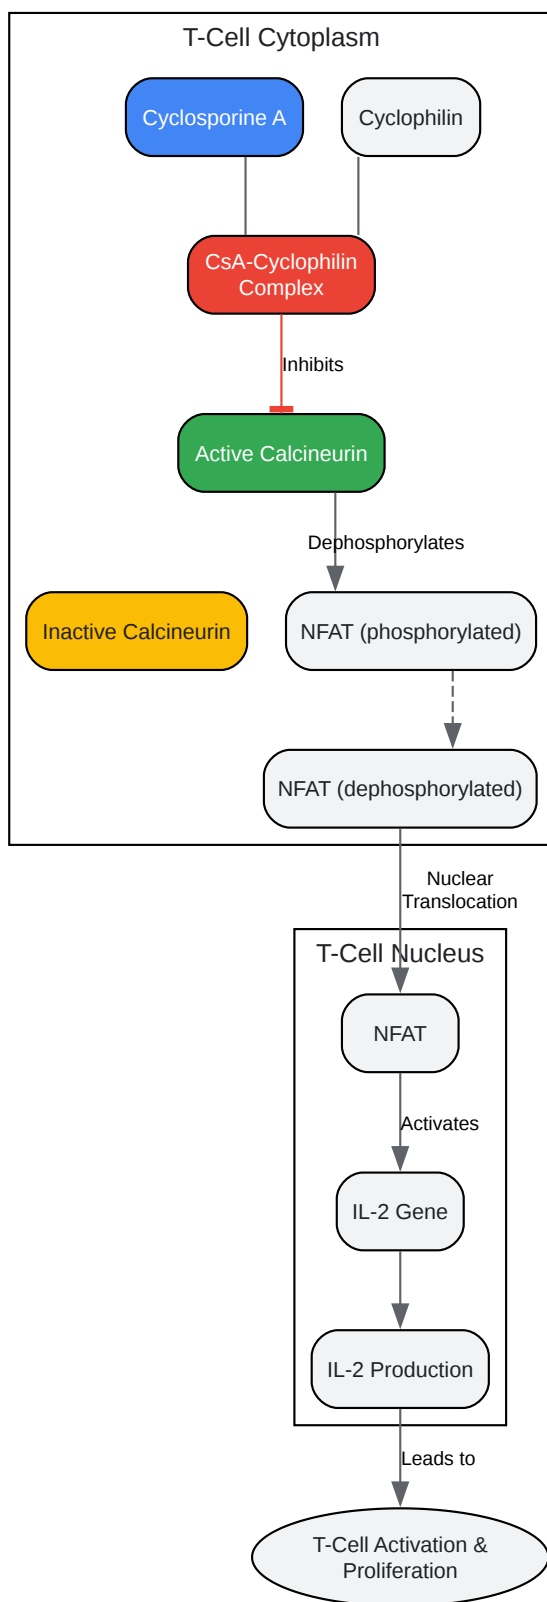 T-Cell Cytoplasm
Cyclosporine A
Cyclophilin
CsA-Cyclophilin
Complex
Inhibits
Active Calcineurin
Dephosphorylates
Inactive Calcineurin
NFAT (phosphorylated)
NFAT (dephosphorylated)
Nuclear
Translocation
T-Cell Nucleus
NFAT
Activates
IL-2 Gene
IL-2 Production
Leads to
T-Cell Activation &
Proliferation